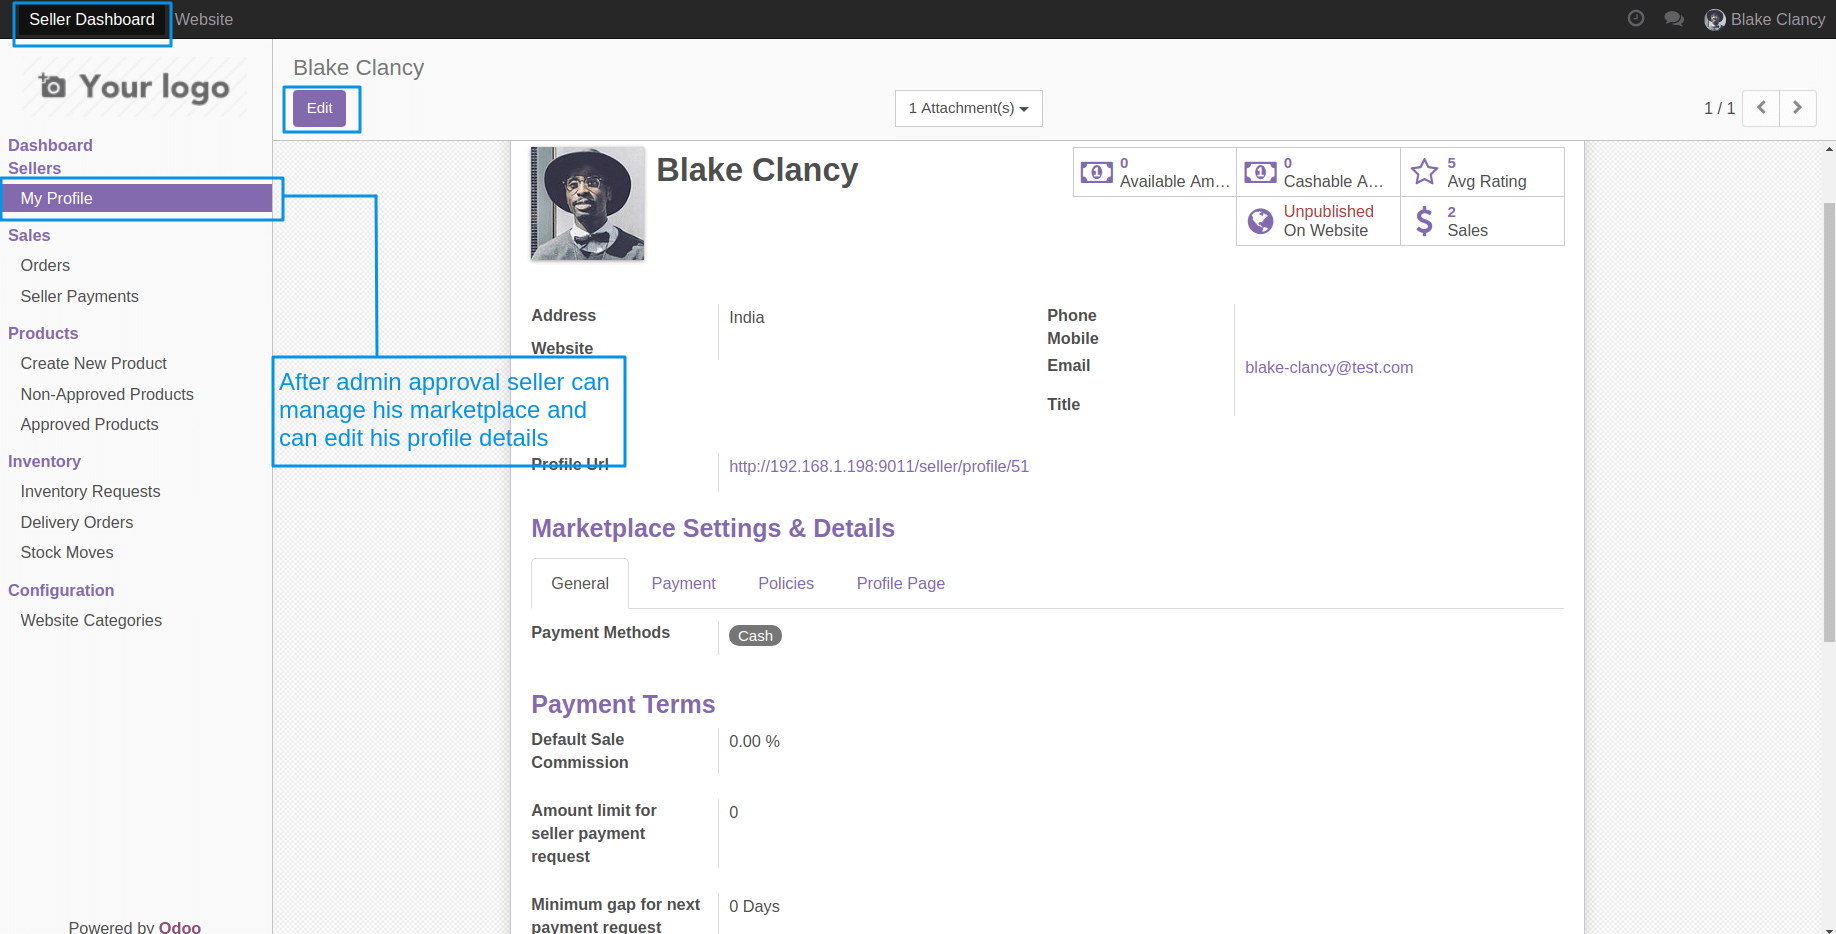 Seller Dashboard
Website
Blake Clancy
Your logo
Blake Clancy
Edit
1 Attachment(s)
1 / 1
Dashboard
Sellers
My Profile
Sales
Orders
Seller Payments
Products
Create New Product
Non-Approved Products
Approved Products
Inventory
Inventory Requests
Delivery Orders
Stock Moves
Configuration
Website Categories
Powered by Odoo
Blake Clancy
0
Available Am...
0
Cashable A...
5
Avg Rating
Unpublished
On Website
2
Sales
Address
India
Website
Phone
Mobile
Email
blake-clancy@test.com
Title
After admin approval seller can
manage his marketplace and
can edit his profile details
Profile Url
http://192.168.1.198:9011/seller/profile/51
Marketplace Settings & Details
General
Payment
Policies
Profile Page
Payment Methods
Cash
Payment Terms
Default Sale
Commission
0.00 %
Amount limit for
seller payment
request
0
Minimum gap for next
payment request
0 Days